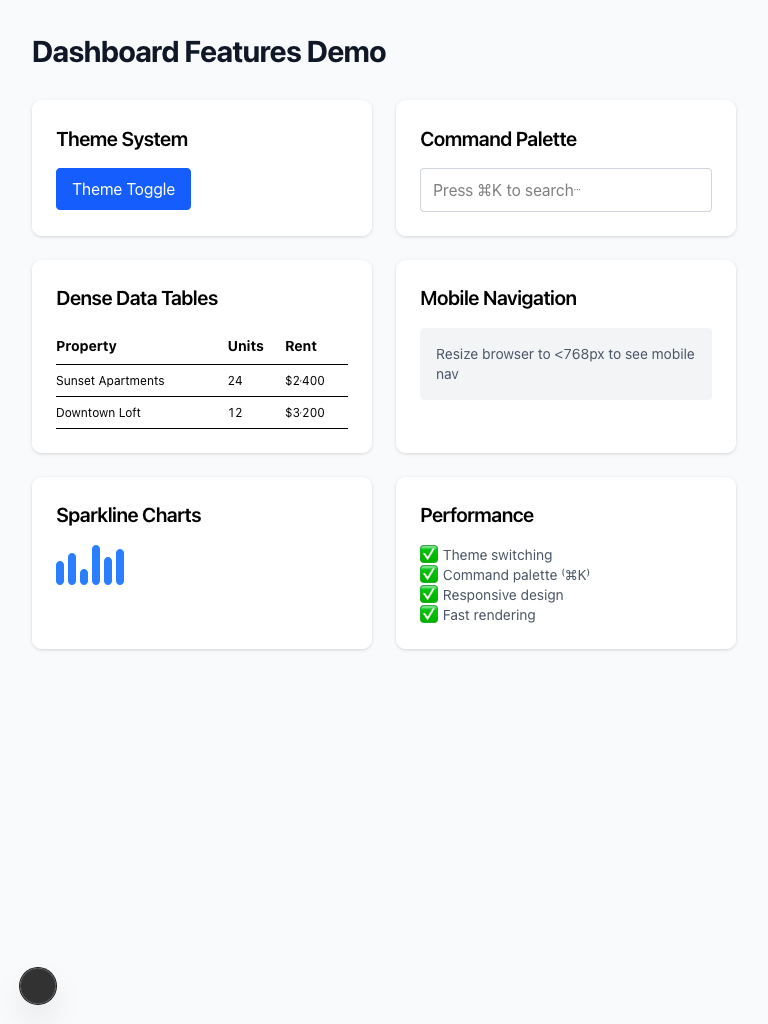 Dashboard Features Demo
Theme System
Theme Toggle
Command Palette
Press ⌘K to search...
Dense Data Tables
Property Units Rent
Sunset Apartments 24 $2,400
Downtown Loft 12 $3,200
Mobile Navigation
Resize browser to <768px to see mobile
nav
Sparkline Charts
Performance
✅ Theme switching
✅ Command palette (⌘K)
✅ Responsive design
✅ Fast rendering